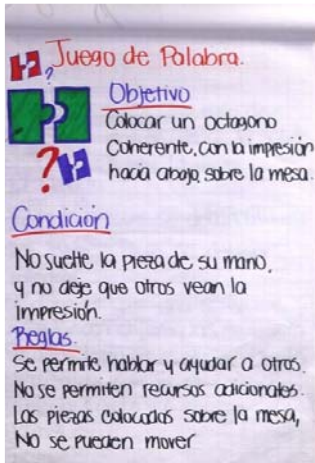 Juego de Palabra.
?
Objetivo
Colocar un octagono
Coherente, con la impresión
hacia abajo, sobre la mesa.
?
Condición
No suelte la pieza de su mano,
y no deje que otros vean la
impresión.
Reglas.
Se permite hablar y ayudar a otros.
No se permiten recursos adicionales.
Las piezas colocadas sobre la mesa,
No se pueden mover